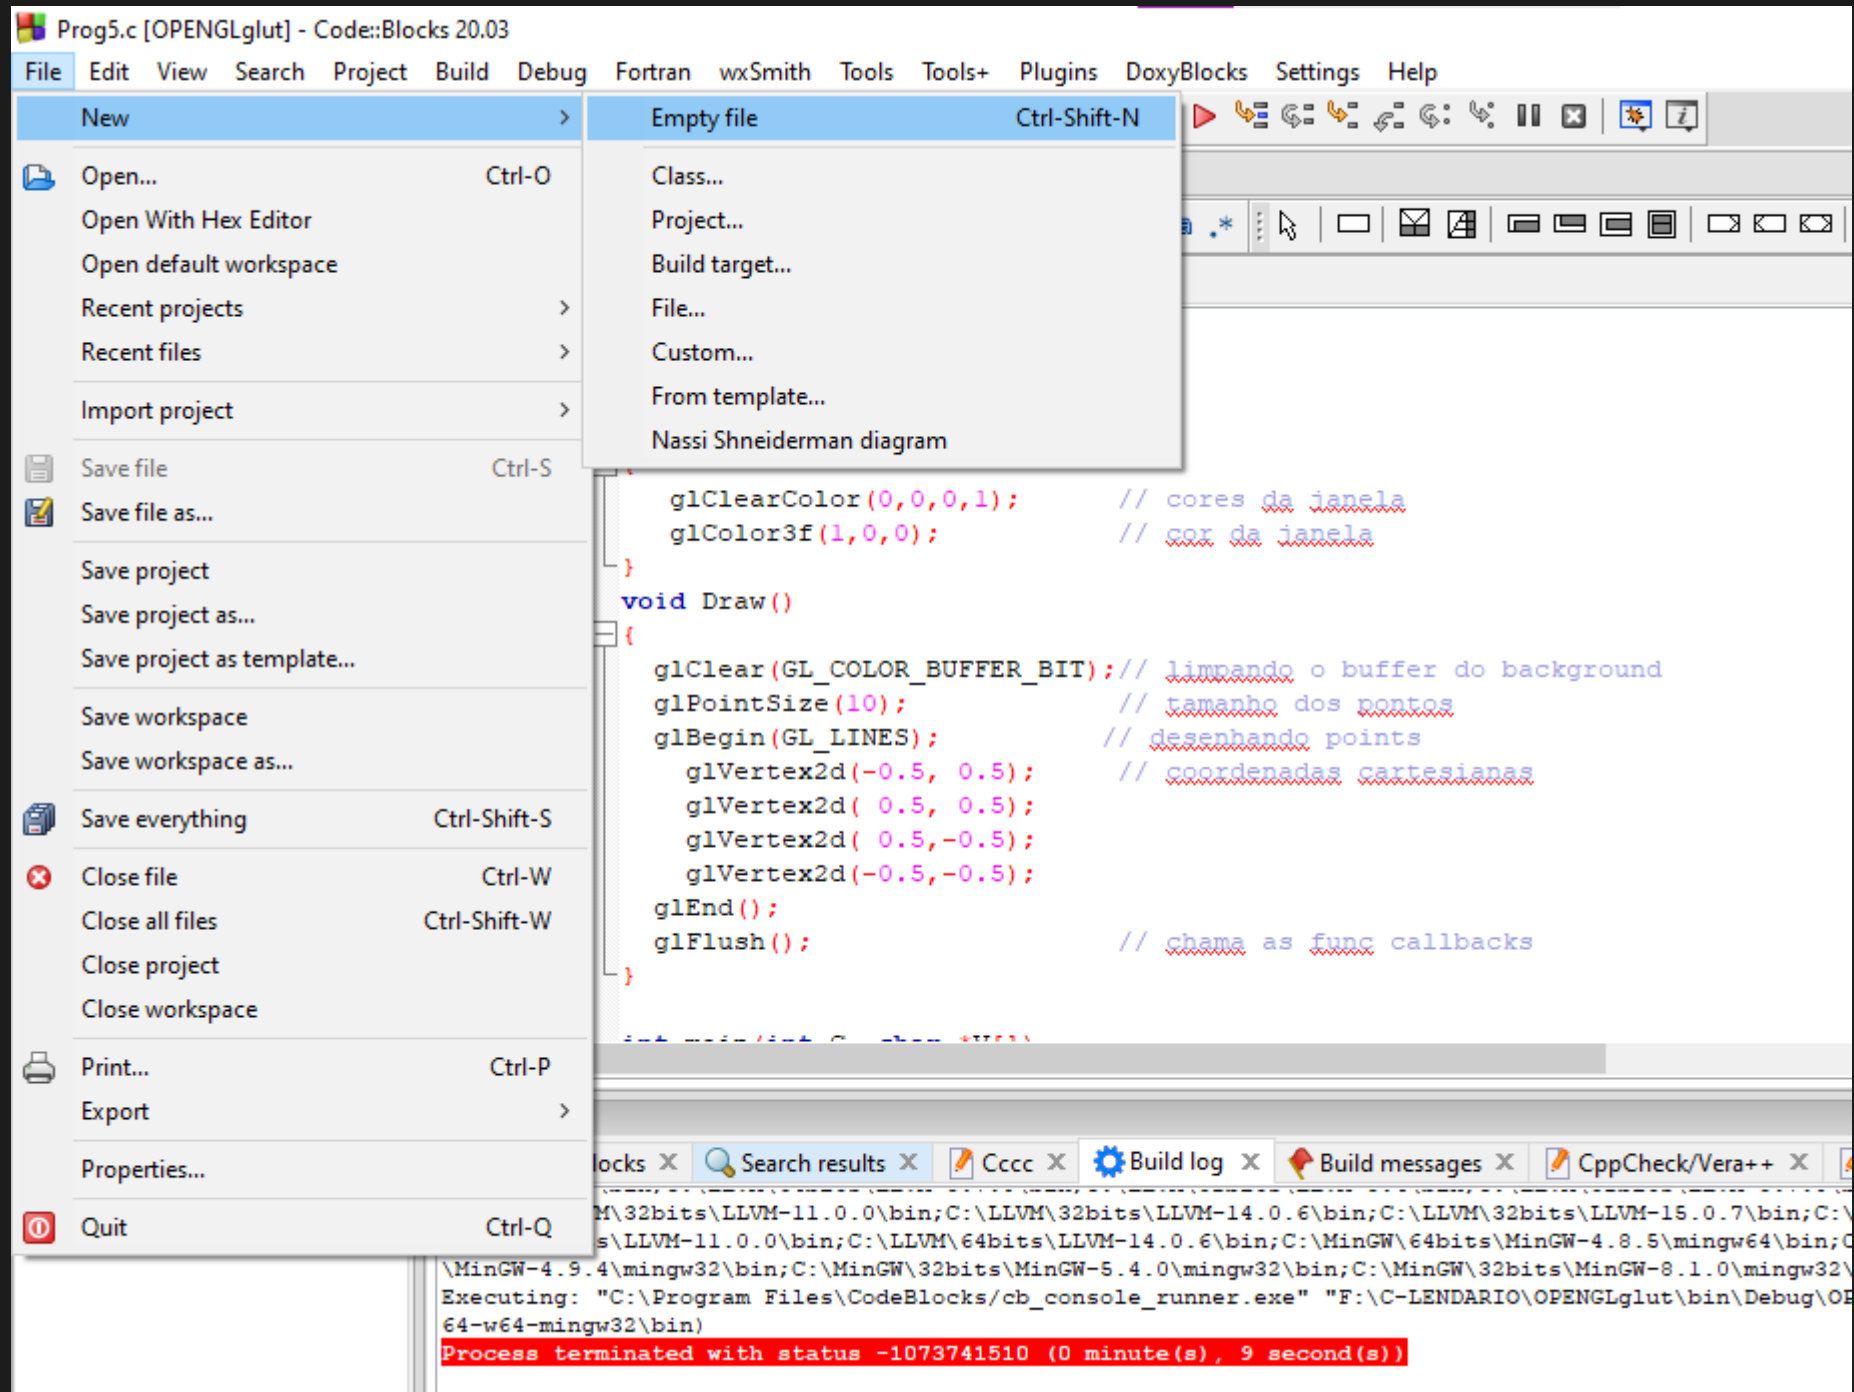 Prog5.c [OPENGLglut] - Code::Blocks 20.03
File Edit View Search Project Build Debug Fortran wxSmith Tools Tools+ Plugins DoxyBlocks Settings Help
New
Open... Ctrl-O
Open With Hex Editor
Open default workspace
Recent projects
Recent files
Import project
Save file Ctrl-S
Save file as...
Save project
Save project as...
Save project as template...
Save workspace
Save workspace as...
Save everything Ctrl-Shift-S
Close file Ctrl-W
Close all files Ctrl-Shift-W
Close project
Close workspace
Print... Ctrl-P
Export
Properties...
Quit Ctrl-Q
Empty file Ctrl-Shift-N
Class...
Project...
Build target...
File...
Custom...
From template...
Nassi Shneiderman diagram
.*
{
glClearColor(0,0,0,1); // cores da janela
glColor3f(1,0,0); // cor da janela
}
void Draw()
{
glClear(GL_COLOR_BUFFER_BIT);// limpando o buffer do background
glPointSize(10); // tamanho dos pontos
glBegin(GL_LINES); // desenhando points
glVertex2d(-0.5, 0.5); // coordenadas cartesianas
glVertex2d( 0.5, 0.5);
glVertex2d( 0.5,-0.5);
glVertex2d(-0.5,-0.5);
glEnd();
glFlush(); // chama as func callbacks
}
int main(int C, char *V[])
locks Search results Cccc Build log Build messages CppCheck/Vera++
M\32bits\LLVM-11.0.0\bin;C:\LLVM\32bits\LLVM-14.0.6\bin;C:\LLVM\32bits\LLVM-15.0.7\bin;C:\
s\LLVM-11.0.0\bin;C:\LLVM\64bits\LLVM-14.0.6\bin;C:\MinGW\64bits\MinGW-4.8.5\mingw64\bin;C
\MinGW-4.9.4\mingw32\bin;C:\MinGW\32bits\MinGW-5.4.0\mingw32\bin;C:\MinGW\32bits\MinGW-8.1.0\mingw32\
Executing: "C:\Program Files\CodeBlocks/cb_console_runner.exe" "F:\C-LENDARIO\OPENGLglut\bin\Debug\OP
64-w64-mingw32\bin)
Process terminated with status -1073741510 (0 minute(s), 9 second(s))